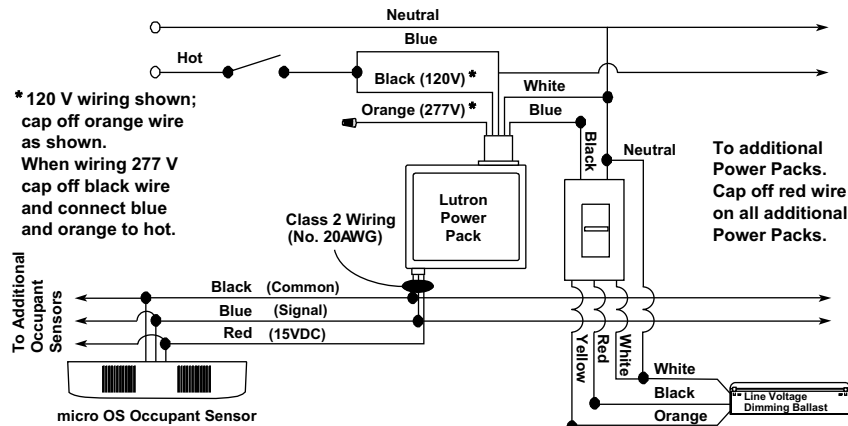 Neutral
Blue
Hot
Black (120V) *
White
Orange (277V) *
Blue
* 120 V wiring shown;
cap off orange wire
as shown.
When wiring 277 V
cap off black wire
and connect blue
and orange to hot.
Black
Neutral
To additional
Power Packs.
Cap off red wire
on all additional
Power Packs.
Lutron
Power
Pack
Class 2 Wiring
(No. 20AWG)
To Additional
Occupant
Sensors
Black (Common)
Blue (Signal)
Red (15VDC)
Yellow
Red
White
White
Black
Orange
Line Voltage
Dimming Ballast
micro OS Occupant Sensor